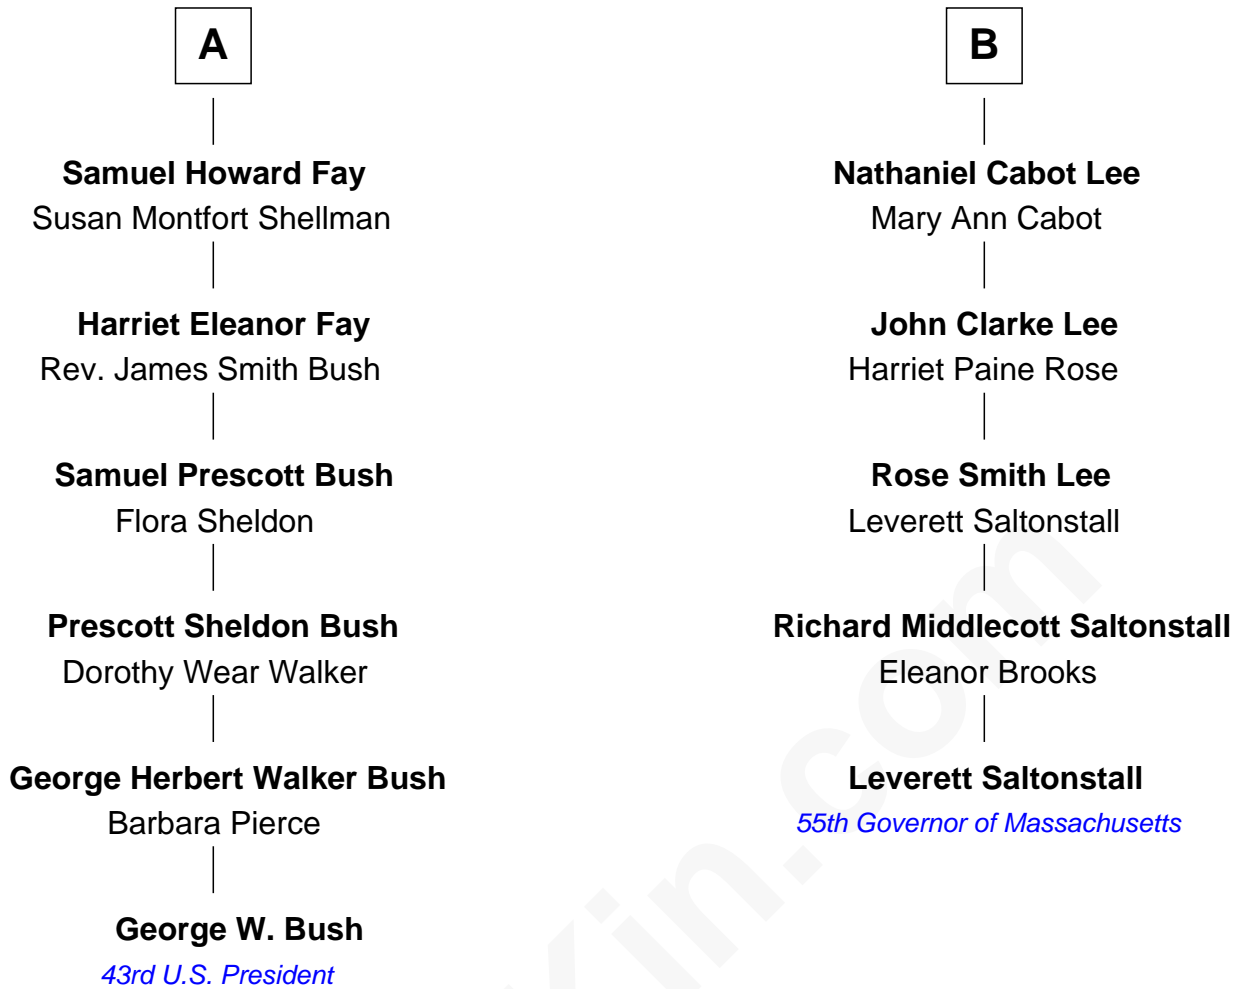 A
Samuel Howard Fay
Susan Montfort Shellman
Harriet Eleanor Fay
Rev. James Smith Bush
Samuel Prescott Bush
Flora Sheldon
Prescott Sheldon Bush
Dorothy Wear Walker
George Herbert Walker Bush
Barbara Pierce
George W. Bush
43rd U.S. President
B
Nathaniel Cabot Lee
Mary Ann Cabot
John Clarke Lee
Harriet Paine Rose
Rose Smith Lee
Leverett Saltonstall
Richard Middlecott Saltonstall
Eleanor Brooks
Leverett Saltonstall
55th Governor of Massachusetts
Kin.com